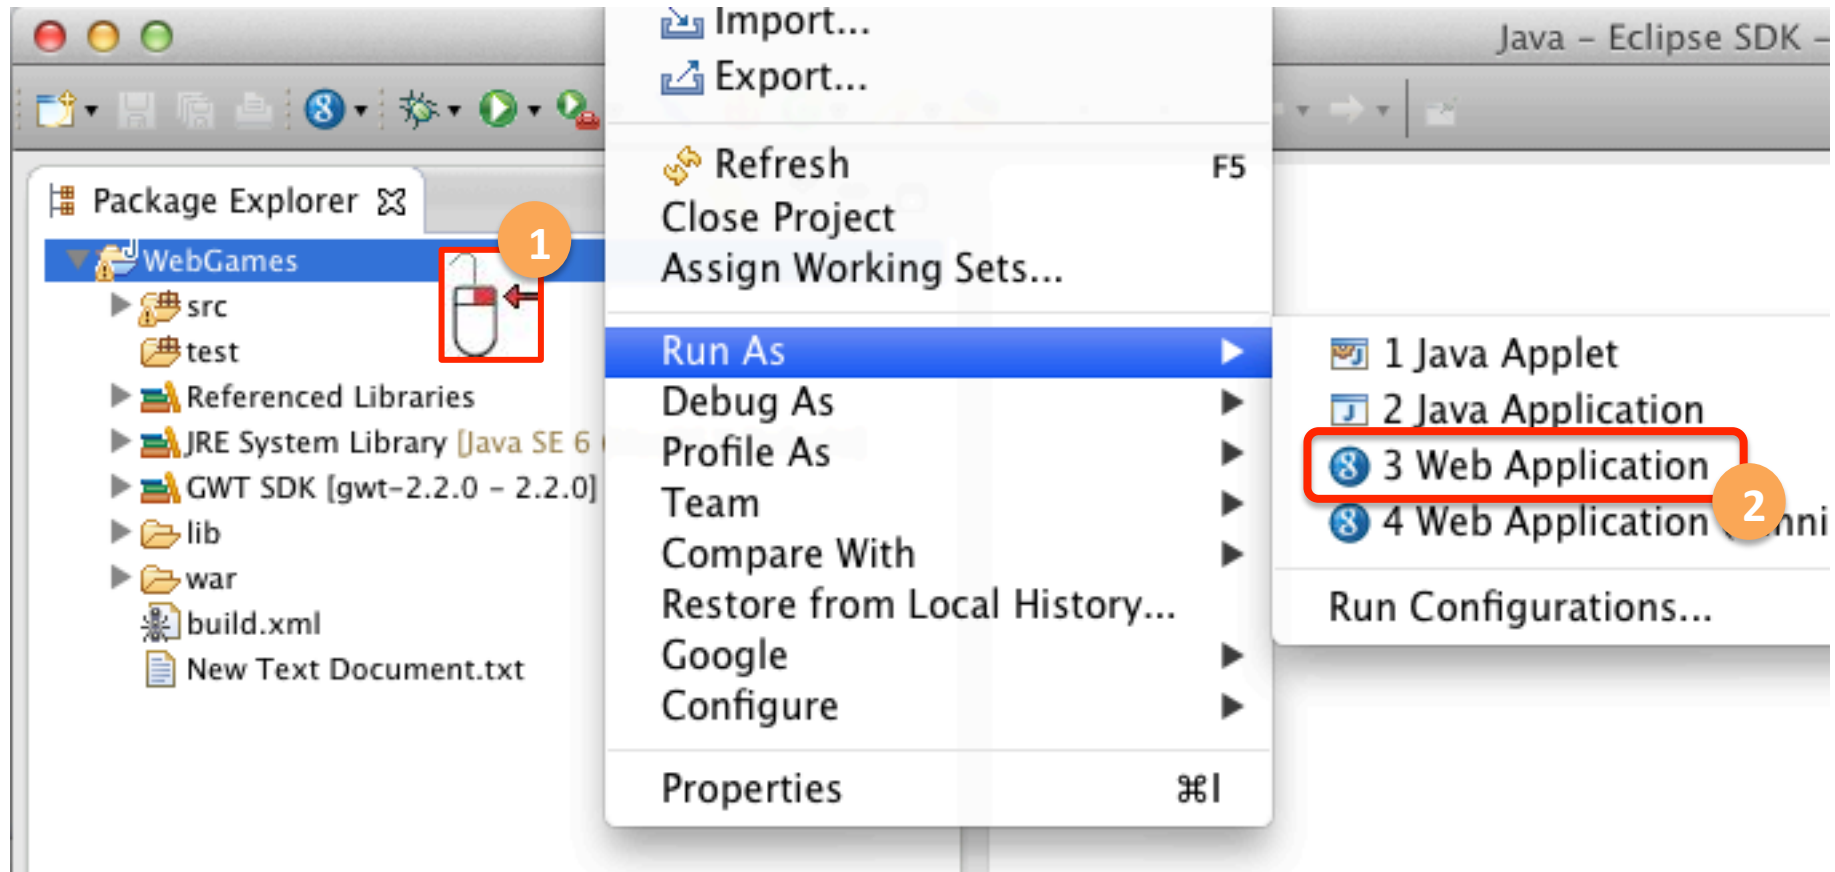 Import...
Java – Eclipse SDK –
Export...
Refresh F5
Package Explorer
Close Project
1
WebGames
Assign Working Sets...
src
test
Run As
1 Java Applet
Referenced Libraries
Debug As
2 Java Application
JRE System Library [Java SE 6
Profile As
3 Web Application
GWT SDK [gwt-2.2.0 - 2.2.0]
Team
2
lib
Compare With
4 Web Application
war
Restore from Local History...
Run Configurations...
build.xml
Google
New Text Document.txt
Configure
Properties ⌘I